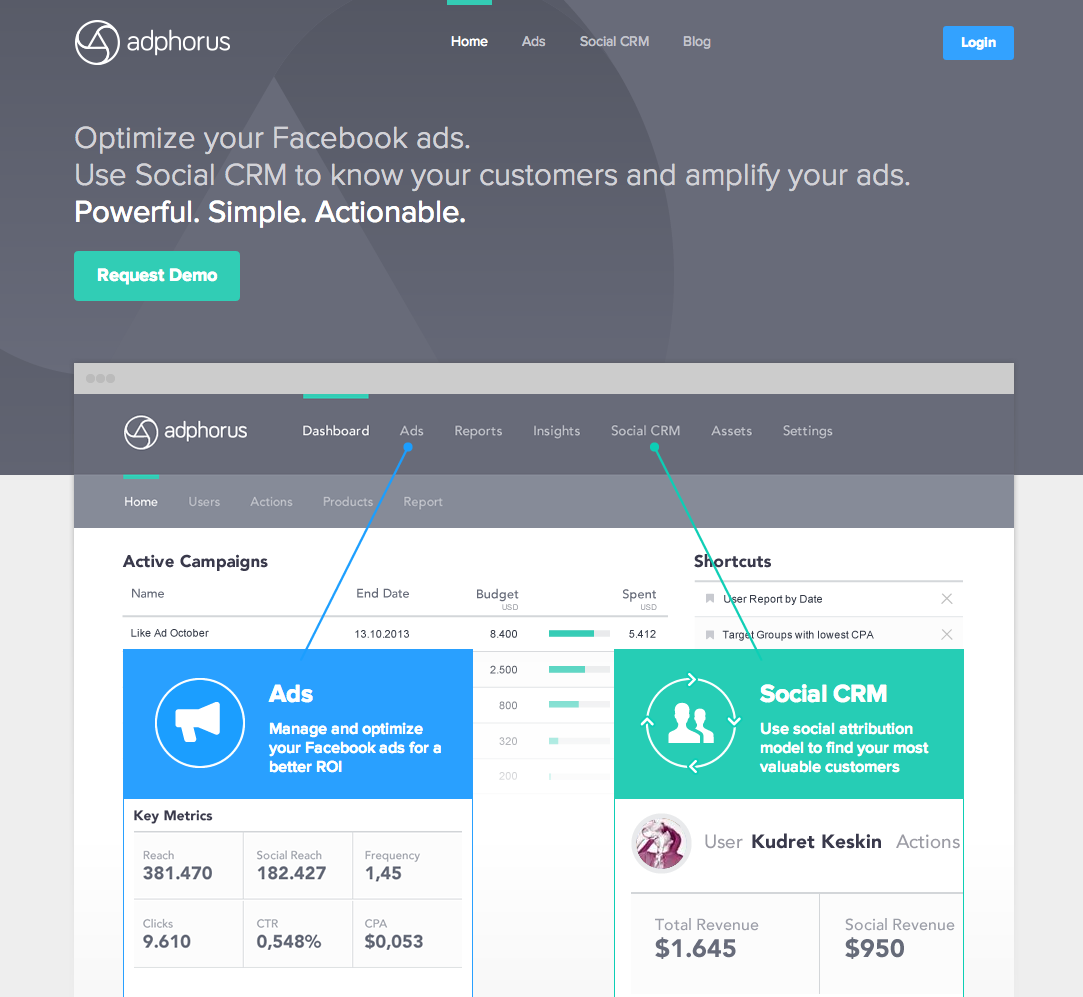 adphorus
Home Ads Social CRM Blog
Login
Optimize your Facebook ads.
Use Social CRM to know your customers and amplify your ads.
Powerful. Simple. Actionable.
Request Demo
adphorus
Dashboard Ads Reports Insights Social CRM Assets Settings
Home Users Actions Products Report
Active Campaigns
Name End Date Budget Spent
USD USD
Like Ad October 13.10.2013 8.400 5.412
2.500
800
320
200
Shortcuts
User Report by Date
Target Groups with lowest CPA
Ads
Manage and optimize
your Facebook ads for a
better ROI
Key Metrics
Reach Social Reach Frequency
381.470 182.427 1,45
Clicks CTR CPA
9.610 0,548% $0,053
Social CRM
Use social attribution
model to find your most
valuable customers
User Kudret Keskin Actions
Total Revenue Social Revenue
$1.645 $950